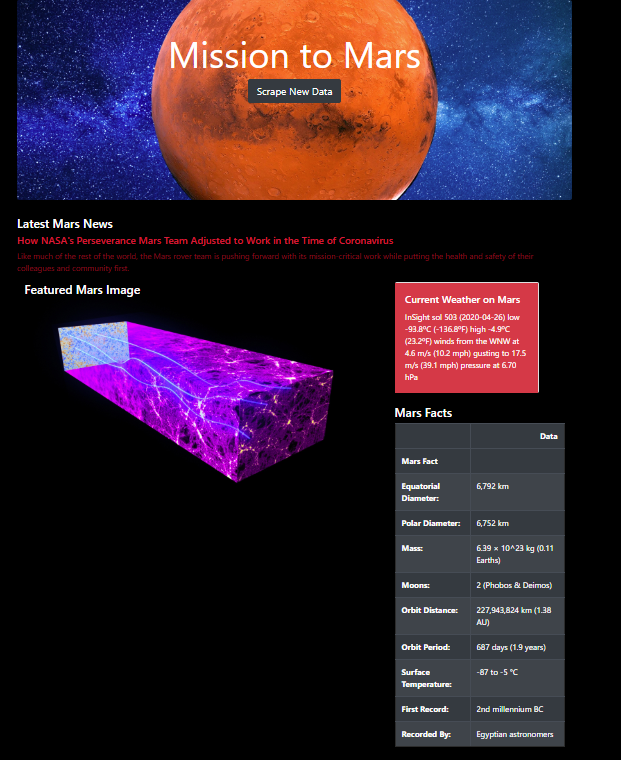 Mission to Mars
Scrape New Data
Latest Mars News
How NASA's Perseverance Mars Team Adjusted to Work in the Time of Coronavirus
Like much of the rest of the world, the Mars rover team is pushing forward with its mission-critical work while putting the health and safety of their
colleagues and community first.
Featured Mars Image
Current Weather on Mars
InSight sol 503 (2020-04-26) low
-93.8ºC (-136.8ºF) high -4.9ºC
(23.2ºF) winds from the WNW at
4.6 m/s (10.2 mph) gusting to 17.5
m/s (39.1 mph) pressure at 6.70
hPa
Mars Facts
Data
Mars Fact
Equatorial
Diameter:
6,792 km
Polar Diameter:
6,752 km
Mass:
6.39 × 10^23 kg (0.11
Earths)
Moons:
2 (Phobos & Deimos)
Orbit Distance:
227,943,824 km (1.38
AU)
Orbit Period:
687 days (1.9 years)
Surface
Temperature:
-87 to -5 °C
First Record:
2nd millennium BC
Recorded By:
Egyptian astronomers